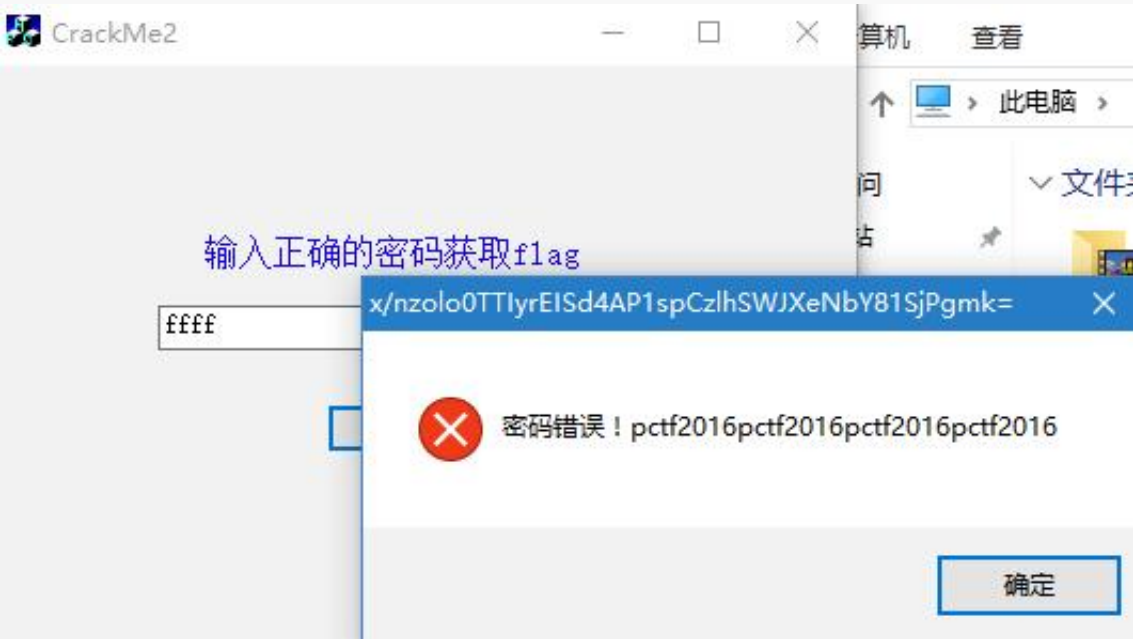 CrackMe2
算机 查看
此电脑
问
文件
输入正确的密码获取flag
ffff
x/nzolo0TTIyrEISd4AP1spCzlhSWJXeNbY81SjPgmk=
密码错误！pctf2016pctf2016pctf2016pctf2016
确定